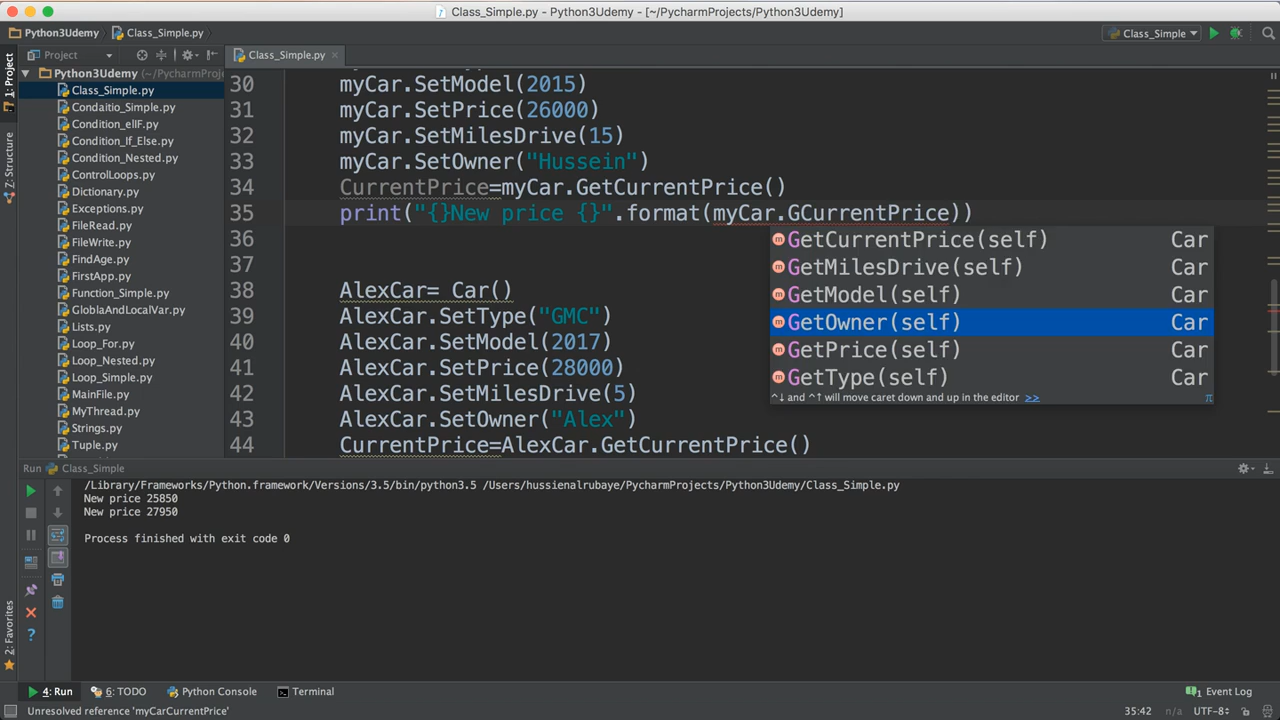 Class_Simple.py - Python3Udemy - [~/PycharmProjects/Python3Udemy]
Python3Udemy Class_Simple.py Class_Simple
Project Class_Simple.py
1: Project
Z: Structure
2: Favorites
Python3Udemy (~/PycharmProj
Class_Simple.py
Condaitio_Simple.py
Condition_elIF.py
Condition_If_Else.py
Condition_Nested.py
ControlLoops.py
Dictionary.py
Exceptions.py
FileRead.py
FileWrite.py
FindAge.py
FirstApp.py
Function_Simple.py
GloblaAndLocalVar.py
Lists.py
Loop_For.py
Loop_Nested.py
Loop_Simple.py
MainFile.py
MyThread.py
Strings.py
Tuple.py
30 myCar.SetModel(2015)
31 myCar.SetPrice(26000)
32 myCar.SetMilesDrive(15)
33 myCar.SetOwner("Hussein")
34 CurrentPrice=myCar.GetCurrentPrice()
35 print("{}New price {}".format(myCar.GCurrentPrice))
36
37
38 AlexCar= Car()
39 AlexCar.SetType("GMC")
40 AlexCar.SetModel(2017)
41 AlexCar.SetPrice(28000)
42 AlexCar.SetMilesDrive(5)
43 AlexCar.SetOwner("Alex")
44 CurrentPrice=AlexCar.GetCurrentPrice()
m GetCurrentPrice(self) Car
m GetMilesDrive(self) Car
m GetModel(self) Car
m GetOwner(self) Car
m GetPrice(self) Car
m GetType(self) Car
^↓ and ^↑ will move caret down and up in the editor >> π
Run Class_Simple
/Library/Frameworks/Python.framework/Versions/3.5/bin/python3.5 /Users/hussienalrubaye/PycharmProjects/Python3Udemy/Class_Simple.py
New price 25850
New price 27950
Process finished with exit code 0
4: Run 6: TODO Python Console Terminal 1 Event Log
Unresolved reference 'myCarCurrentPrice' 35:42 n/a UTF-8